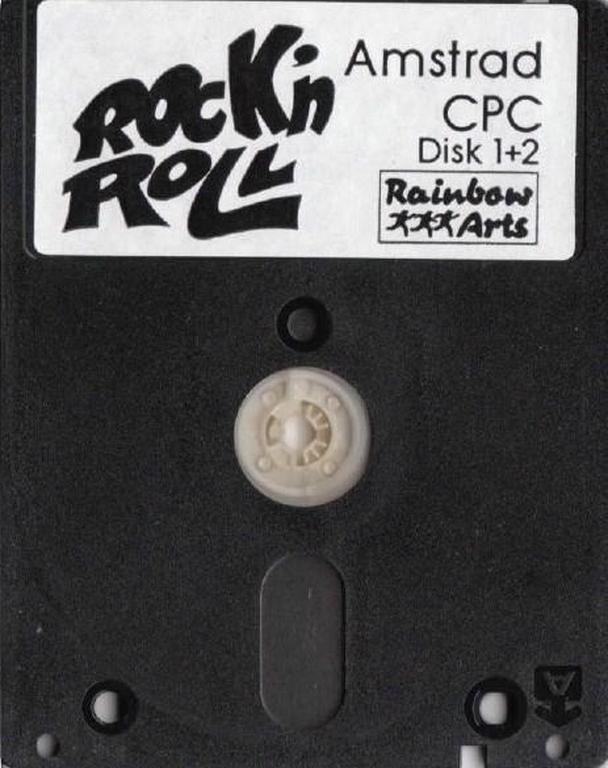 ROCK'n
ROLL
Amstrad
CPC
Disk 1+2
Rainbow
Arts
A